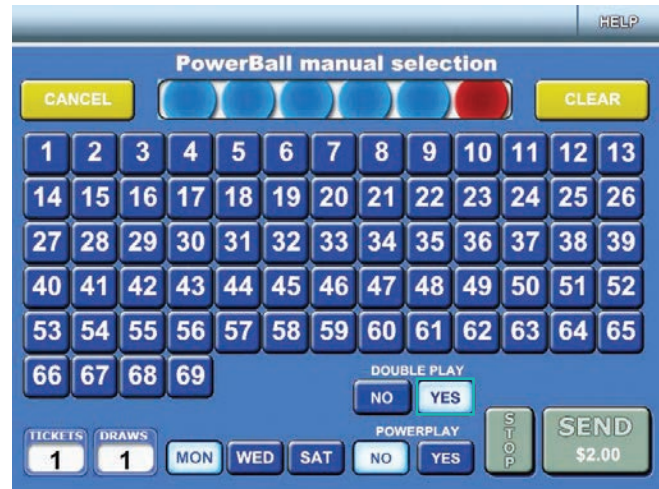 HELP
PowerBall manual selection
CANCEL
CLEAR
1 2 3 4 5 6 7 8 9 10 11 12 13
14 15 16 17 18 19 20 21 22 23 24 25 26
27 28 29 30 31 32 33 34 35 36 37 38 39
40 41 42 43 44 45 46 47 48 49 50 51 52
53 54 55 56 57 58 59 60 61 62 63 64 65
66 67 68 69
DOUBLE PLAY
NO YES
TICKETS DRAWS
1 1
MON WED SAT
POWERPLAY
NO YES
STOP
SEND
$2.00